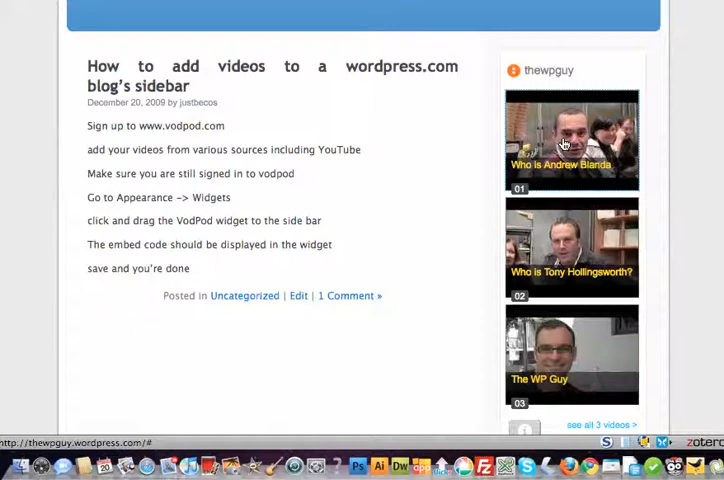 How to add videos to a wordpress.com
blog's sidebar
December 20, 2009 by justbecos
Sign up to www.vodpod.com
add your videos from various sources including YouTube
Make sure you are still signed in to vodpod
Go to Appearance -> Widgets
click and drag the VodPod widget to the side bar
The embed code should be displayed in the widget
save and you're done
Posted in Uncategorized | Edit | 1 Comment »
thewpguy
Who is Andrew Blanda
01
Who is Tony Hollingsworth?
02
The WP Guy
03
see all 3 videos >
http://thewpguy.wordpress.com/#
zotero
20
Ps Ai Dw